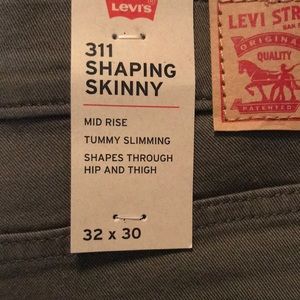 Levi's
311
SHAPING
SKINNY
MID RISE
TUMMY SLIMMING
SHAPES THROUGH
HIP AND THIGH
32 x 30
LEVI STR
ORIGINAL
QUALITY
PATENTED